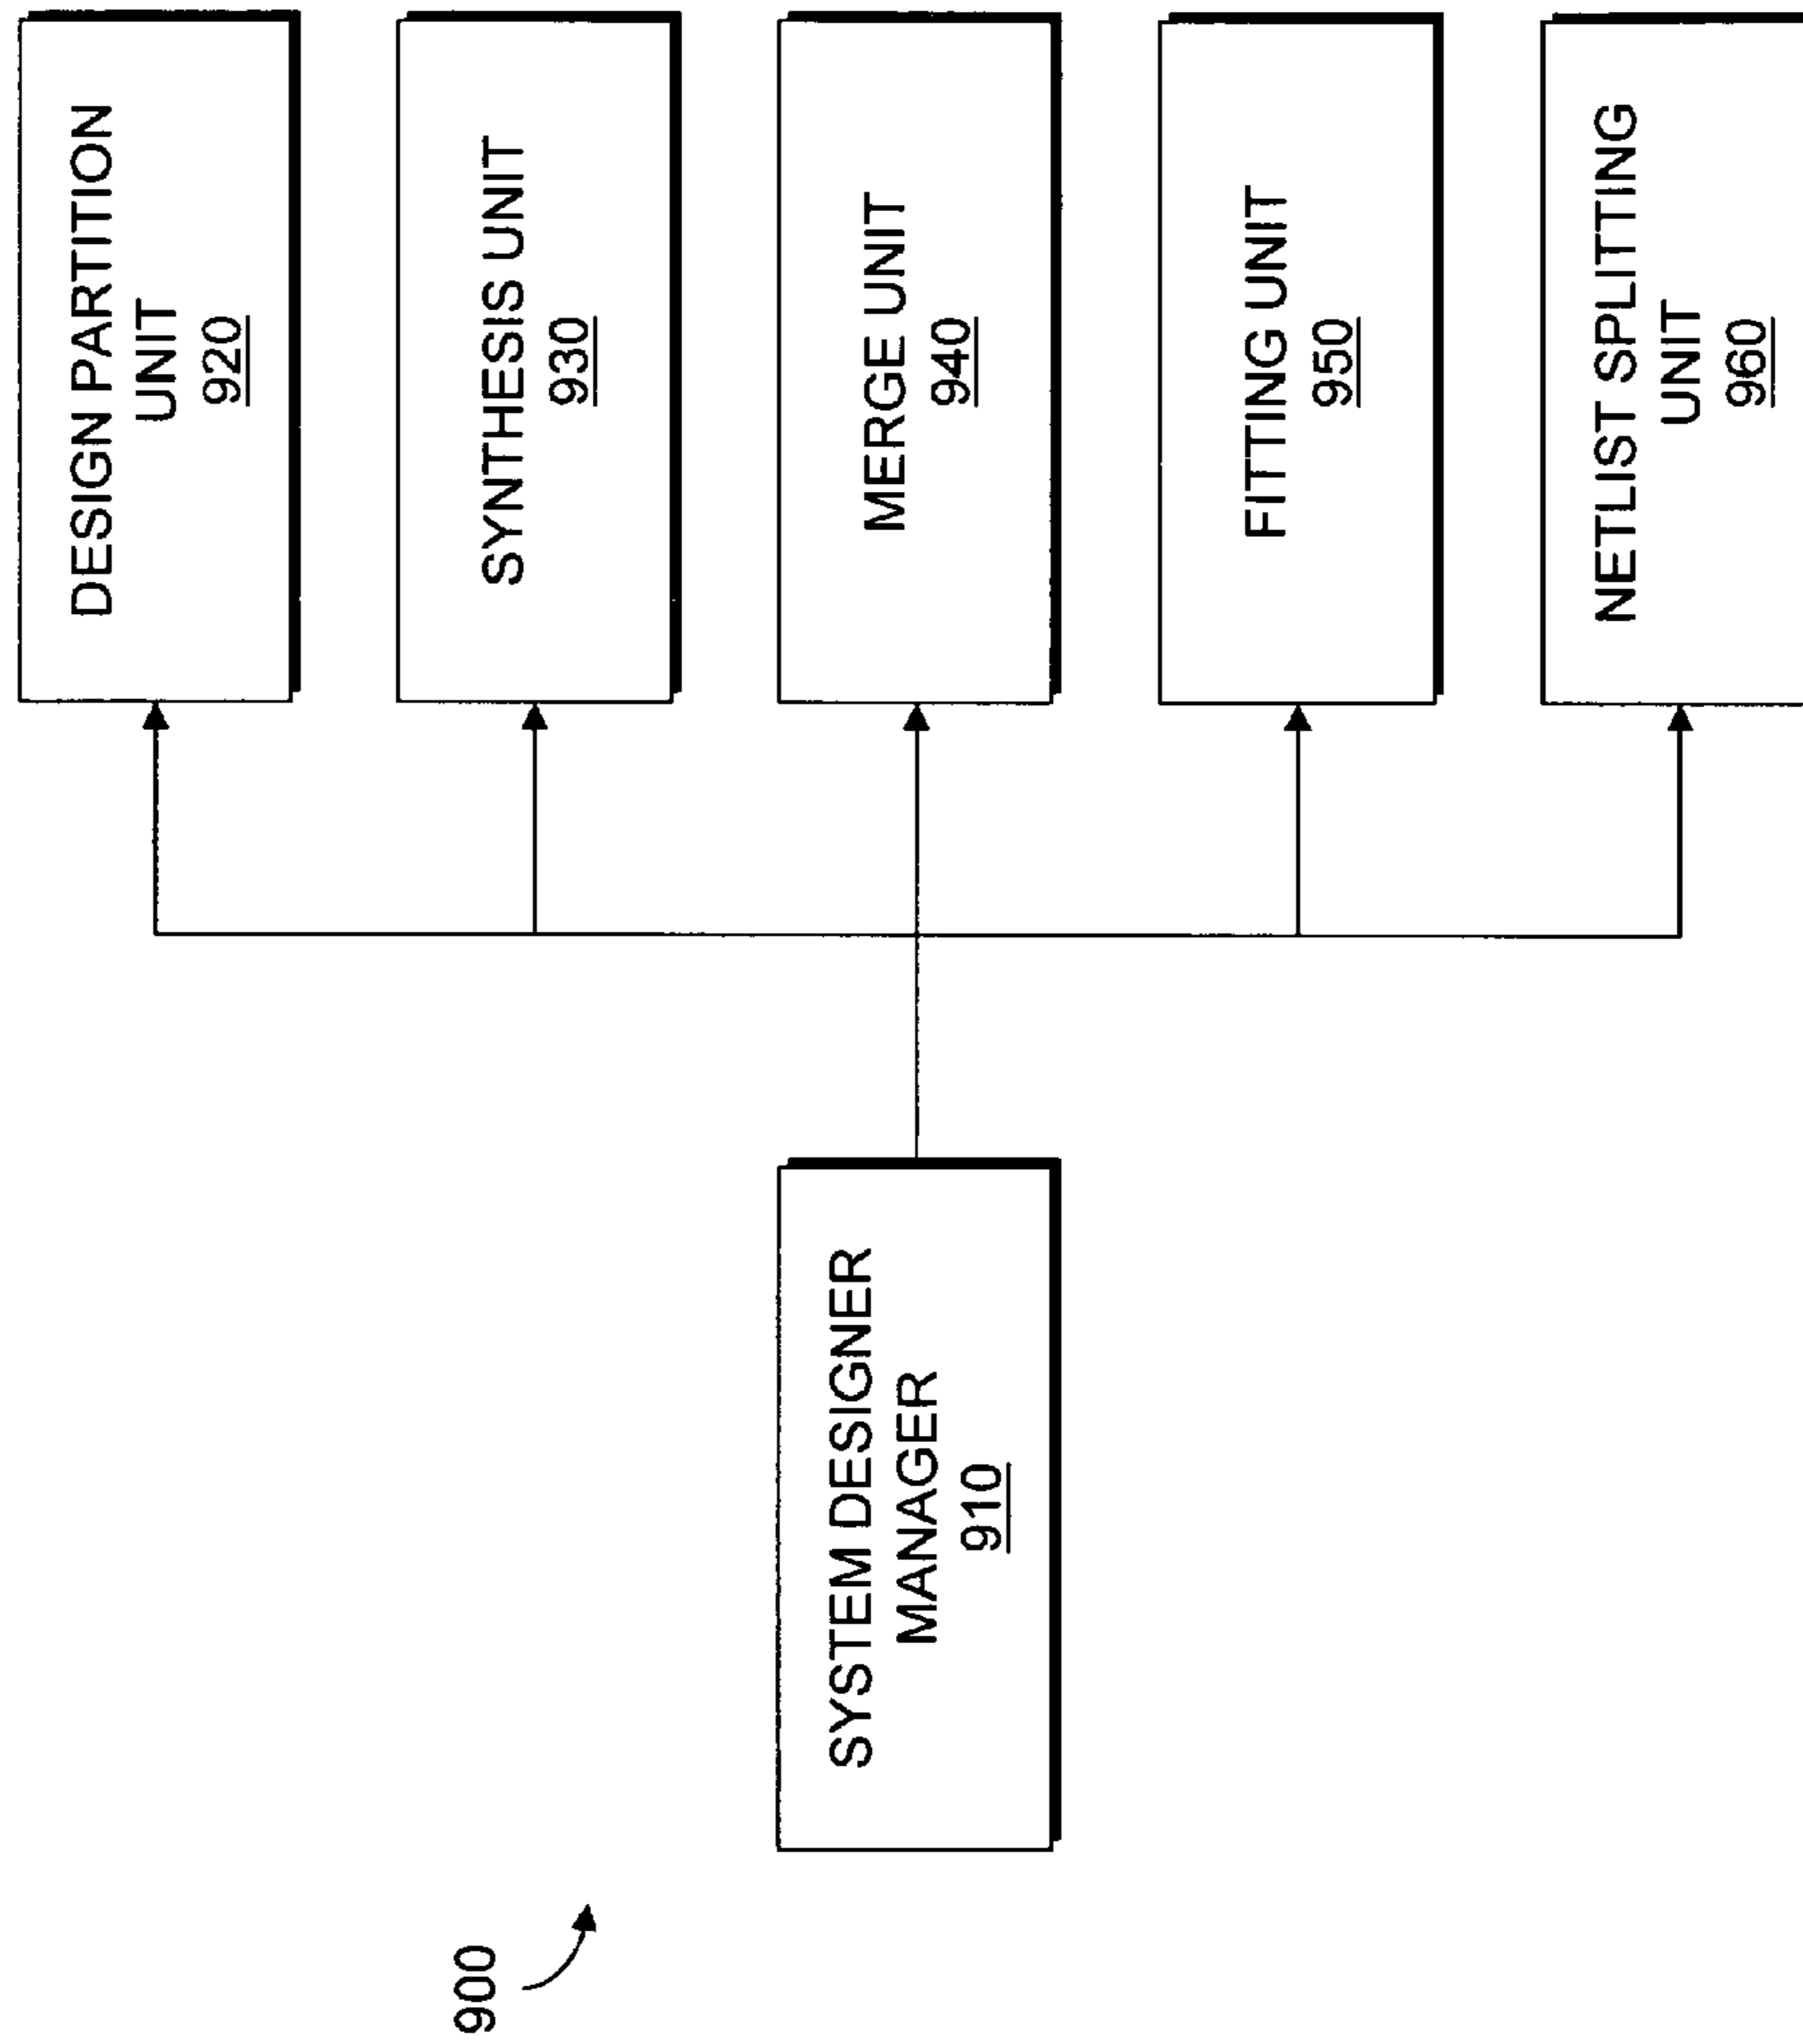 900
SYSTEM DESIGNER
MANAGER
910
DESIGN PARTITION
UNIT
920
SYNTHESIS UNIT
930
MERGE UNIT
940
FITTING UNIT
950
NETLIST SPLITTING
UNIT
960